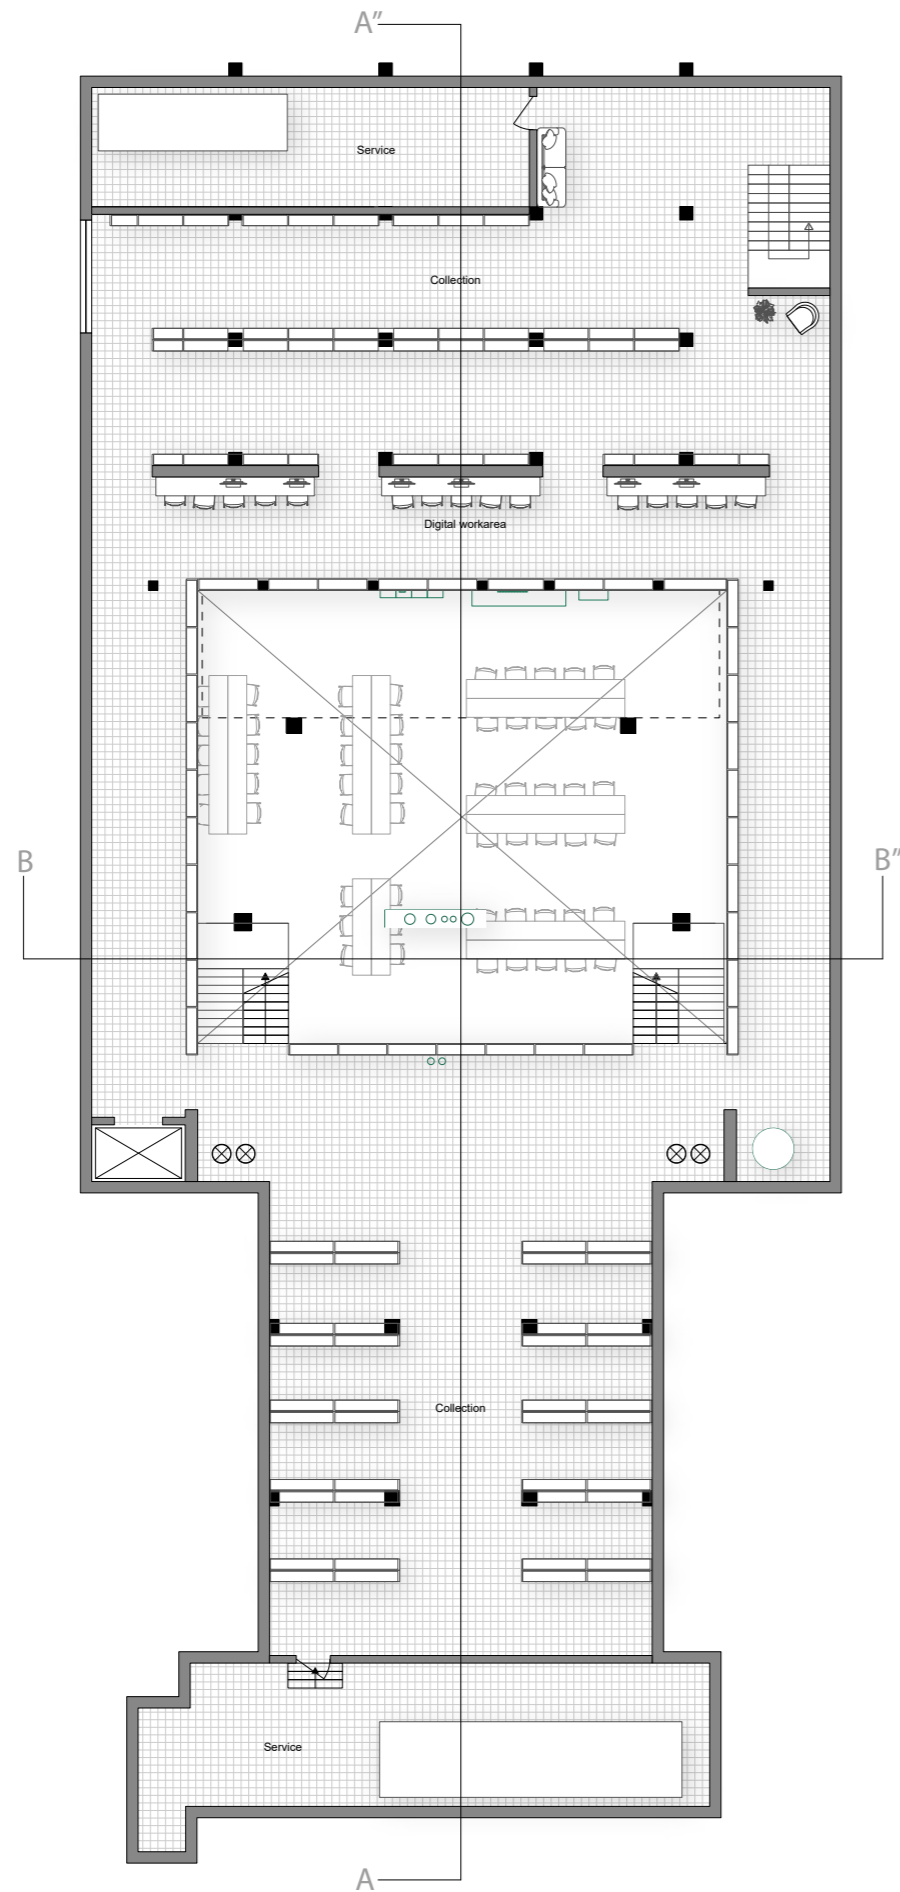 A”
Service
Collection
Digital workarea
B
B”
Collection
Service
A